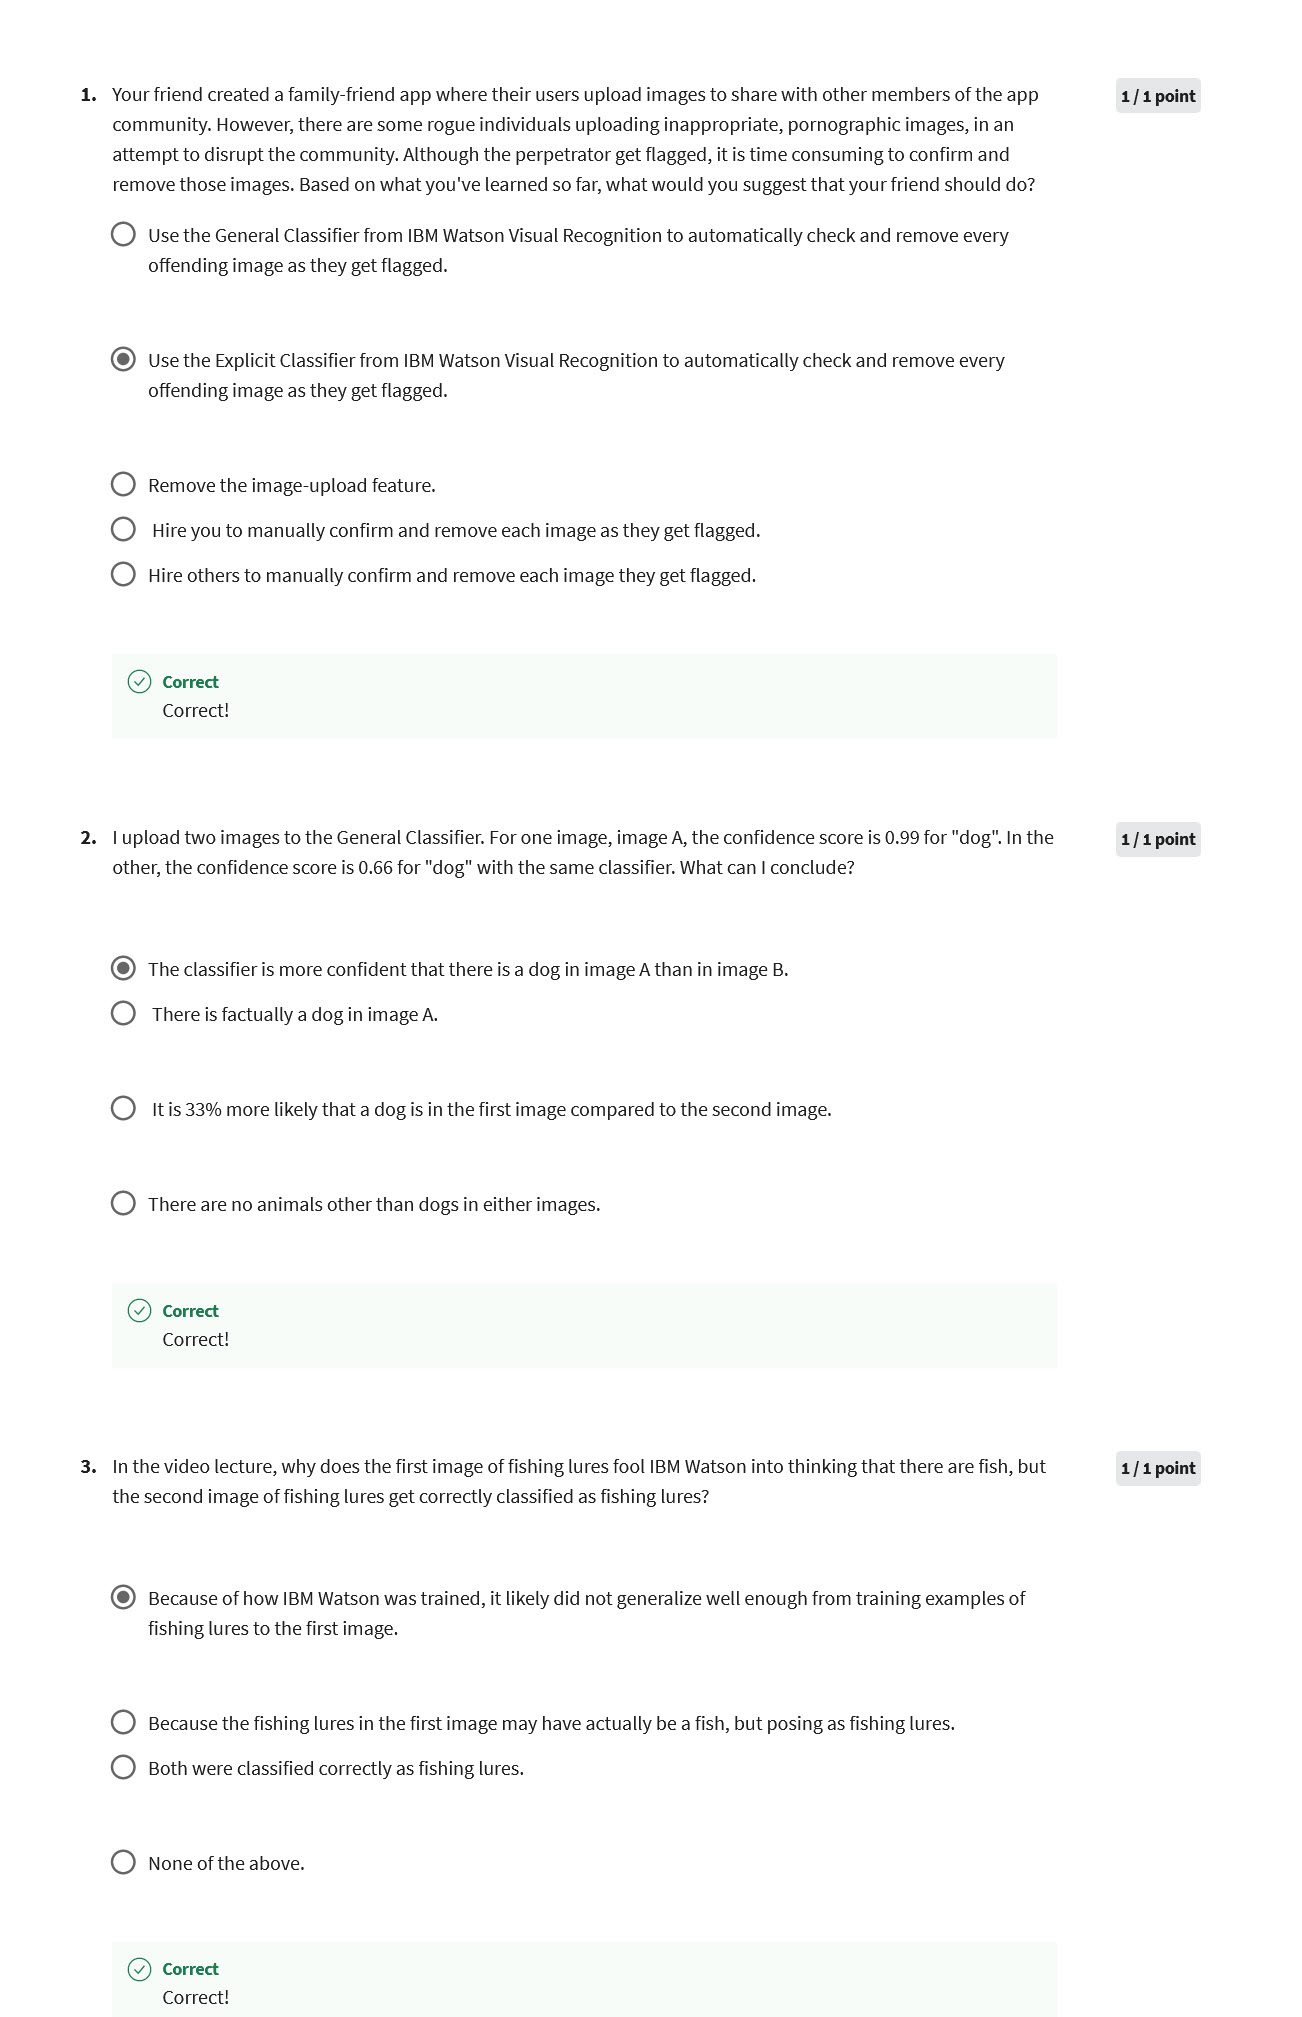 1. Your friend created a family-friend app where their users upload images to share with other members of the app
1 / 1 point
community. However, there are some rogue individuals uploading inappropriate, pornographic images, in an
attempt to disrupt the community. Although the perpetrator get flagged, it is time consuming to confirm and
remove those images. Based on what you've learned so far, what would you suggest that your friend should do?
Use the General Classifier from IBM Watson Visual Recognition to automatically check and remove every
offending image as they get flagged.
Use the Explicit Classifier from IBM Watson Visual Recognition to automatically check and remove every
offending image as they get flagged.
Remove the image-upload feature.
Hire you to manually confirm and remove each image as they get flagged.
Hire others to manually confirm and remove each image they get flagged.
Correct
Correct!
2. I upload two images to the General Classifier. For one image, image A, the confidence score is 0.99 for "dog". In the
1 / 1 point
other, the confidence score is 0.66 for "dog" with the same classifier. What can I conclude?
The classifier is more confident that there is a dog in image A than in image B.
There is factually a dog in image A.
It is 33% more likely that a dog is in the first image compared to the second image.
There are no animals other than dogs in either images.
Correct
Correct!
3. In the video lecture, why does the first image of fishing lures fool IBM Watson into thinking that there are fish, but
1 / 1 point
the second image of fishing lures get correctly classified as fishing lures?
Because of how IBM Watson was trained, it likely did not generalize well enough from training examples of
fishing lures to the first image.
Because the fishing lures in the first image may have actually be a fish, but posing as fishing lures.
Both were classified correctly as fishing lures.
None of the above.
Correct
Correct!